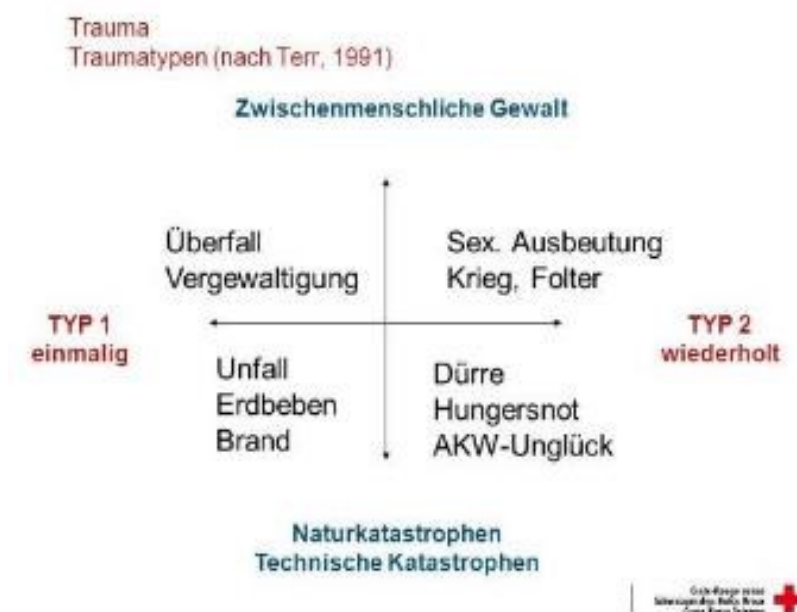 Trauma
Traumatypen (nach Terr, 1991)
Zwischenmenschliche Gewalt
Überfall
Vergewaltigung
Sex. Ausbeutung
Krieg, Folter
TYP 1
einmalig
TYP 2
wiederholt
Unfall
Erdbeben
Brand
Dürre
Hungersnot
AKW-Unglück
Naturkatastrophen
Technische Katastrophen